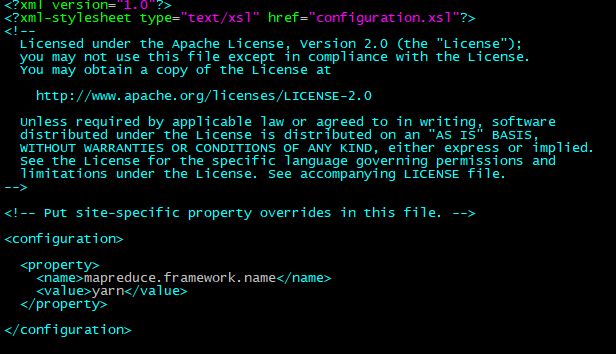 <?xml version="1.0"?>
<?xml-stylesheet type="text/xsl" href="configuration.xsl"?>
<!--
  Licensed under the Apache License, Version 2.0 (the "License");
  you may not use this file except in compliance with the License.
  You may obtain a copy of the License at

    http://www.apache.org/licenses/LICENSE-2.0

  Unless required by applicable law or agreed to in writing, software
  distributed under the License is distributed on an "AS IS" BASIS,
  WITHOUT WARRANTIES OR CONDITIONS OF ANY KIND, either express or implied.
  See the License for the specific language governing permissions and
  limitations under the License. See accompanying LICENSE file.
-->

<!-- Put site-specific property overrides in this file. -->

<configuration>

  <property>
    <name>mapreduce.framework.name</name>
    <value>yarn</value>
  </property>

</configuration>